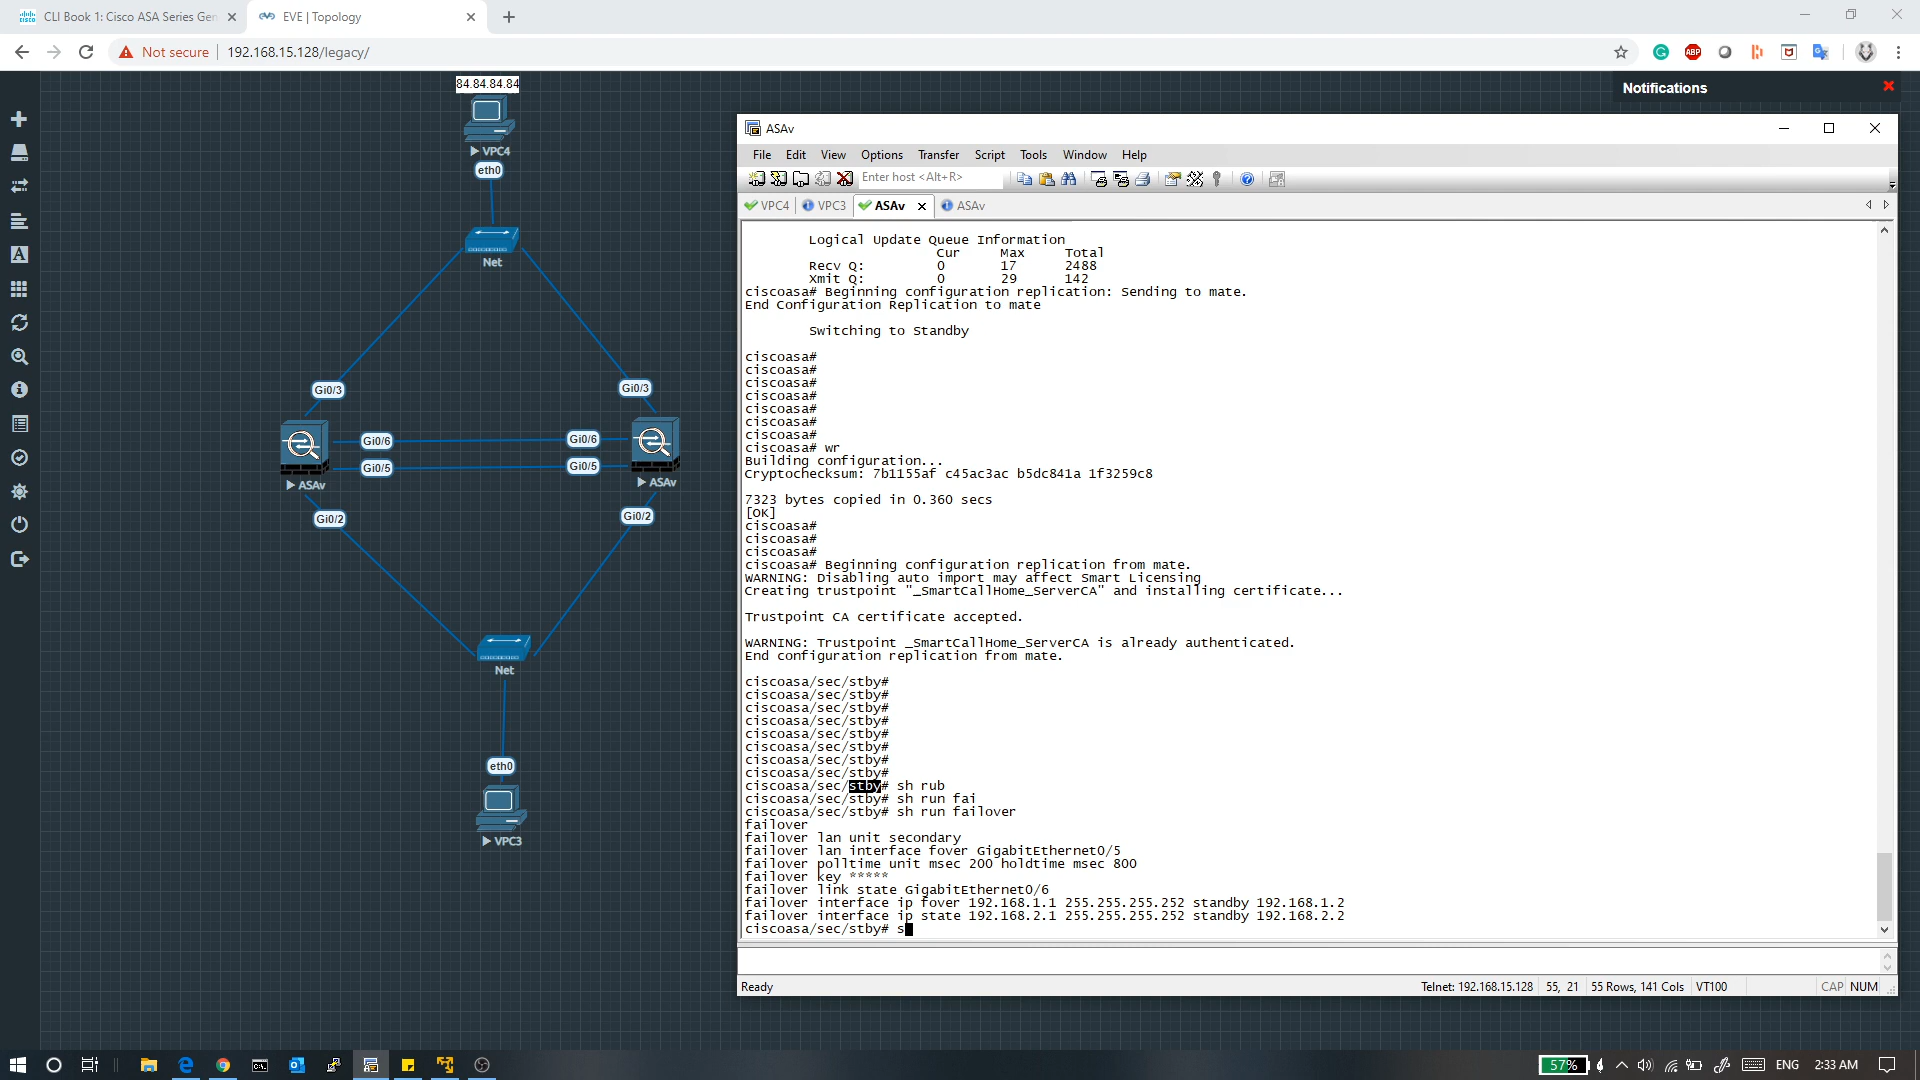 CLI Book 1: Cisco ASA Series Gen
EVE | Topology
Not secure
192.168.15.128/legacy/
ABP
Notifications
84.84.84.84
VPC4
eth0
Net
Gi0/3
Gi0/3
Gi0/6
Gi0/6
Gi0/5
Gi0/5
ASAv
ASAv
Gi0/2
Gi0/2
Net
eth0
VPC3
ASAv
File Edit View Options Transfer Script Tools Window Help
Enter host <Alt+R>
VPC4 VPC3 ASAv ASAv
Logical Update Queue Information
Cur Max Total
Recv Q: 0 17 2488
Xmit Q: 0 29 142
ciscoasa# Beginning configuration replication: Sending to mate.
End Configuration Replication to mate
Switching to Standby
ciscoasa#
ciscoasa#
ciscoasa#
ciscoasa#
ciscoasa#
ciscoasa#
ciscoasa#
ciscoasa# wr
Building configuration...
Cryptochecksum: 7b1155af c45ac3ac b5dc841a 1f3259c8
7323 bytes copied in 0.360 secs
[OK]
ciscoasa#
ciscoasa#
ciscoasa#
ciscoasa# Beginning configuration replication from mate.
WARNING: Disabling auto import may affect Smart Licensing
Creating trustpoint "_SmartCallHome_ServerCA" and installing certificate...
Trustpoint CA certificate accepted.
WARNING: Trustpoint _SmartCallHome_ServerCA is already authenticated.
End configuration replication from mate.
ciscoasa/sec/stby#
ciscoasa/sec/stby#
ciscoasa/sec/stby#
ciscoasa/sec/stby#
ciscoasa/sec/stby#
ciscoasa/sec/stby#
ciscoasa/sec/stby#
ciscoasa/sec/stby#
ciscoasa/sec/stby# sh rub
ciscoasa/sec/stby# sh run fai
ciscoasa/sec/stby# sh run failover
failover
failover lan unit secondary
failover lan interface fover GigabitEthernet0/5
failover polltime unit msec 200 holdtime msec 800
failover key *****
failover link state GigabitEthernet0/6
failover interface ip fover 192.168.1.1 255.255.255.252 standby 192.168.1.2
failover interface ip state 192.168.2.1 255.255.255.252 standby 192.168.2.2
ciscoasa/sec/stby# s
Ready
Telnet: 192.168.15.128 55, 21 55 Rows, 141 Cols VT100 CAP NUM
57% ENG 2:33 AM